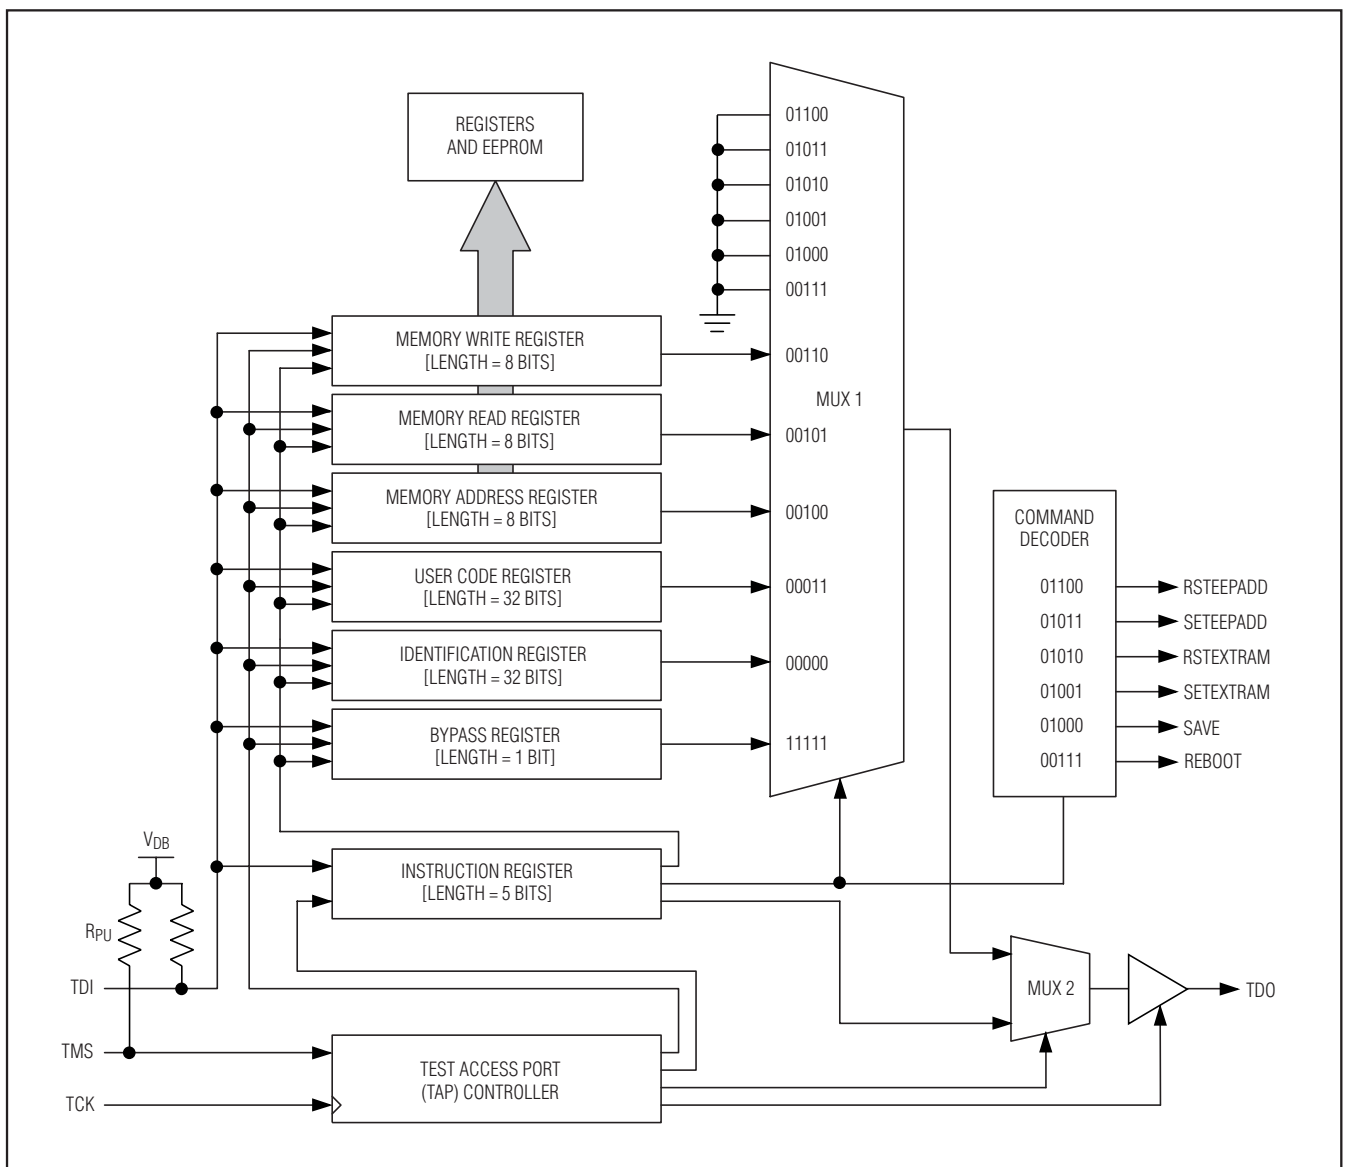 REGISTERS
AND EEPROM
01100
01011
01010
01001
01000
00111
MEMORY WRITE REGISTER
[LENGTH = 8 BITS]
00110
MUX 1
MEMORY READ REGISTER
[LENGTH = 8 BITS]
00101
MEMORY ADDRESS REGISTER
[LENGTH = 8 BITS]
00100
USER CODE REGISTER
[LENGTH = 32 BITS]
00011
IDENTIFICATION REGISTER
[LENGTH = 32 BITS]
00000
BYPASS REGISTER
[LENGTH = 1 BIT]
11111
COMMAND
DECODER
01100 RSTEEPADD
01011 SETEEPADD
01010 RSTEXTRAM
01001 SETEXTRAM
01000 SAVE
00111 REBOOT
INSTRUCTION REGISTER
[LENGTH = 5 BITS]
VDB
RPU
TDI
TMS
TCK
TEST ACCESS PORT
(TAP) CONTROLLER
MUX 2
TDO